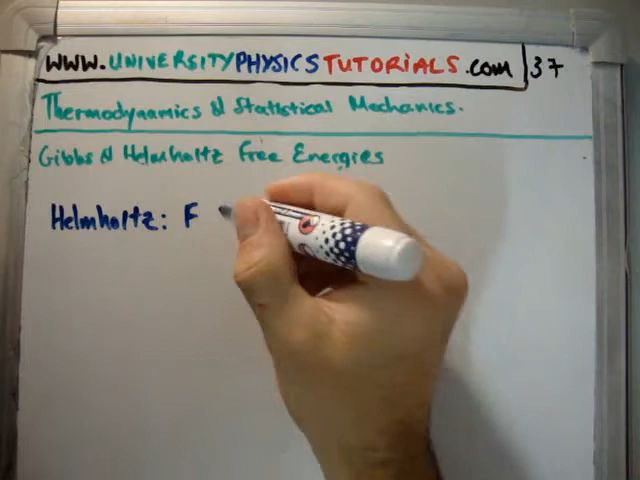 WWW.UNIVERSITYPHYSICSTUTORIALS.com 37
Thermodynamics & Statistical Mechanics.
Gibbs & Helmholtz Free Energies
Helmholtz: F